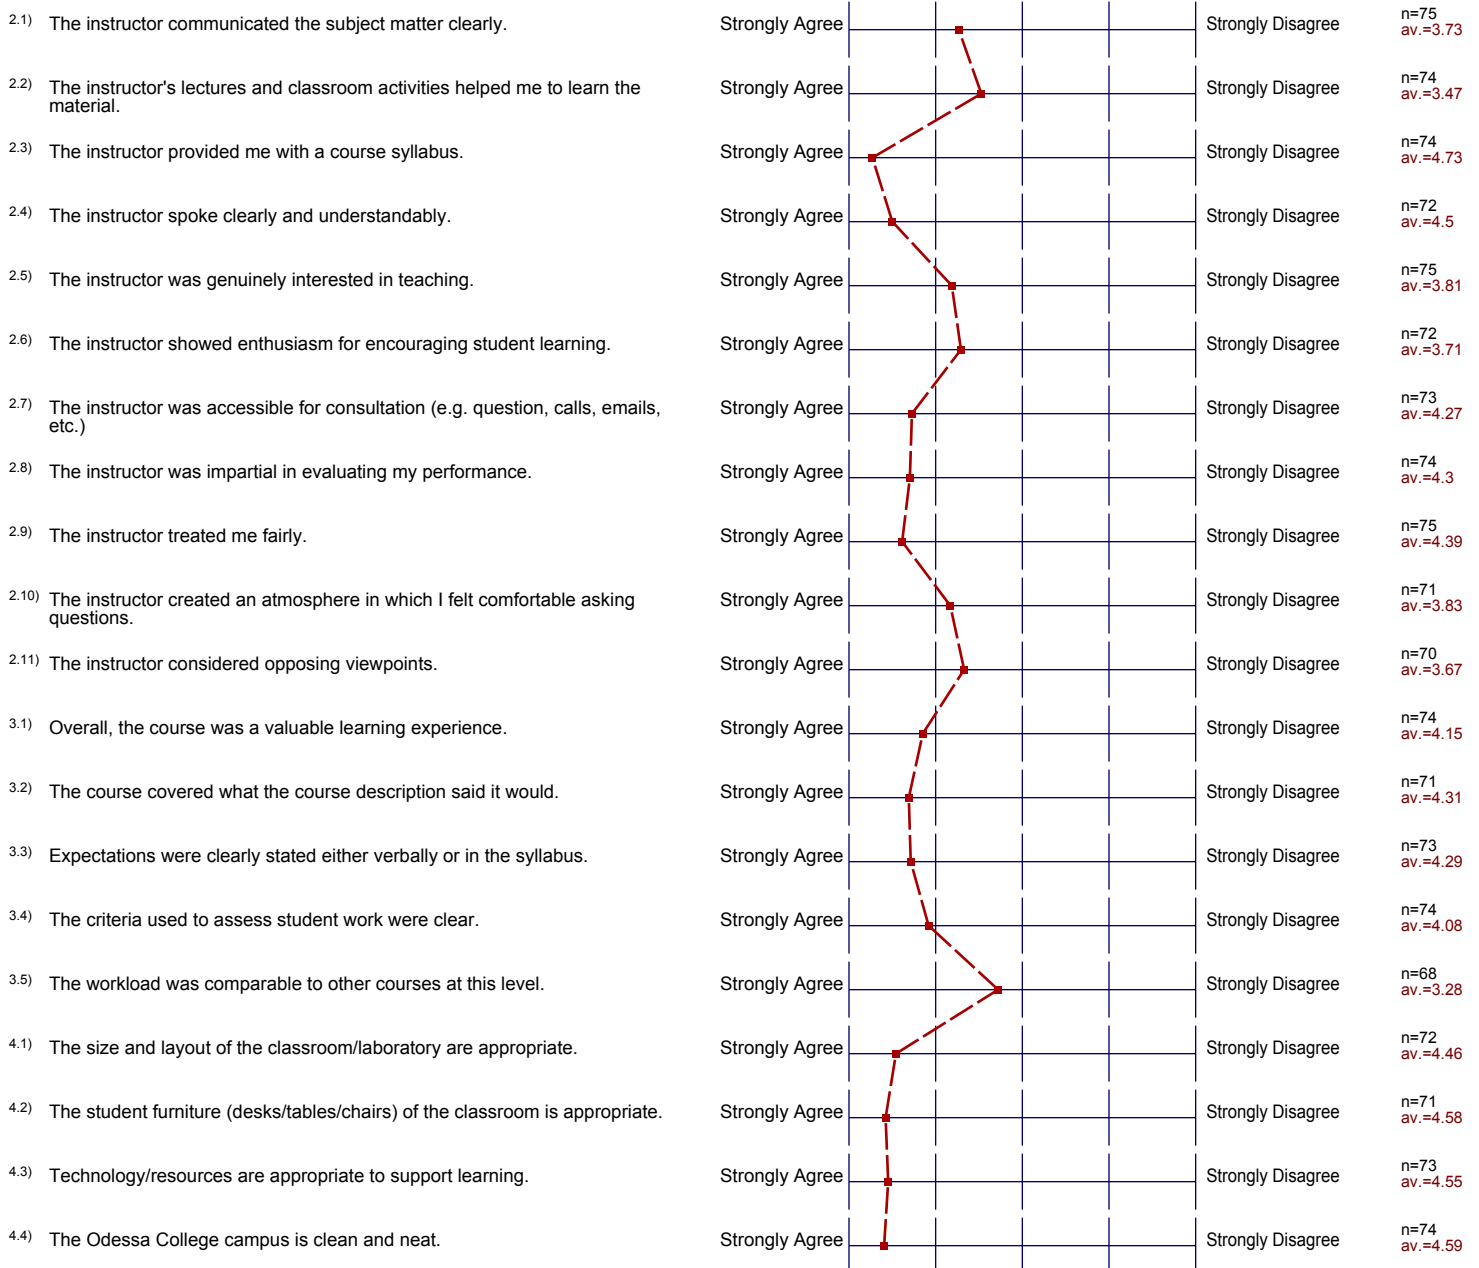 2.1) The instructor communicated the subject matter clearly. Strongly Agree Strongly Disagree n=75
av.=3.73
2.2) The instructor's lectures and classroom activities helped me to learn the Strongly Agree Strongly Disagree n=74
material. av.=3.47
2.3) The instructor provided me with a course syllabus. Strongly Agree Strongly Disagree n=74
av.=4.73
2.4) The instructor spoke clearly and understandably. Strongly Agree Strongly Disagree n=72
av.=4.5
2.5) The instructor was genuinely interested in teaching. Strongly Agree Strongly Disagree n=75
av.=3.81
2.6) The instructor showed enthusiasm for encouraging student learning. Strongly Agree Strongly Disagree n=72
av.=3.71
2.7) The instructor was accessible for consultation (e.g. question, calls, emails, Strongly Agree Strongly Disagree n=73
etc.) av.=4.27
2.8) The instructor was impartial in evaluating my performance. Strongly Agree Strongly Disagree n=74
av.=4.3
2.9) The instructor treated me fairly. Strongly Agree Strongly Disagree n=75
av.=4.39
2.10) The instructor created an atmosphere in which I felt comfortable asking Strongly Agree Strongly Disagree n=71
questions. av.=3.83
2.11) The instructor considered opposing viewpoints. Strongly Agree Strongly Disagree n=70
av.=3.67
3.1) Overall, the course was a valuable learning experience. Strongly Agree Strongly Disagree n=74
av.=4.15
3.2) The course covered what the course description said it would. Strongly Agree Strongly Disagree n=71
av.=4.31
3.3) Expectations were clearly stated either verbally or in the syllabus. Strongly Agree Strongly Disagree n=73
av.=4.29
3.4) The criteria used to assess student work were clear. Strongly Agree Strongly Disagree n=74
av.=4.08
3.5) The workload was comparable to other courses at this level. Strongly Agree Strongly Disagree n=68
av.=3.28
4.1) The size and layout of the classroom/laboratory are appropriate. Strongly Agree Strongly Disagree n=72
av.=4.46
4.2) The student furniture (desks/tables/chairs) of the classroom is appropriate. Strongly Agree Strongly Disagree n=71
av.=4.58
4.3) Technology/resources are appropriate to support learning. Strongly Agree Strongly Disagree n=73
av.=4.55
4.4) The Odessa College campus is clean and neat. Strongly Agree Strongly Disagree n=74
av.=4.59